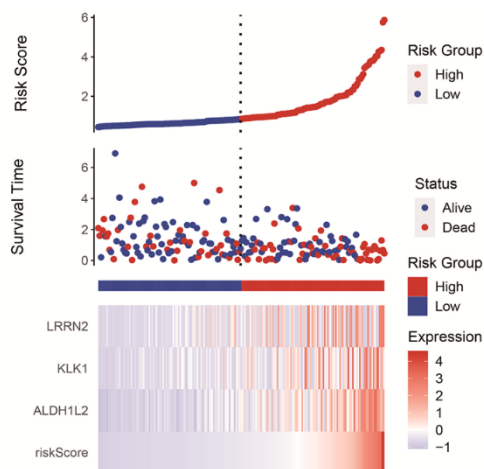 Risk Score
6
4
2
Risk Group
High
Low
Survival Time
6
4
2
0
Status
Alive
Dead
Risk Group
High
Low
LRRN2
KLK1
ALDH1L2
riskScore
Expression
4
3
2
1
0
-1